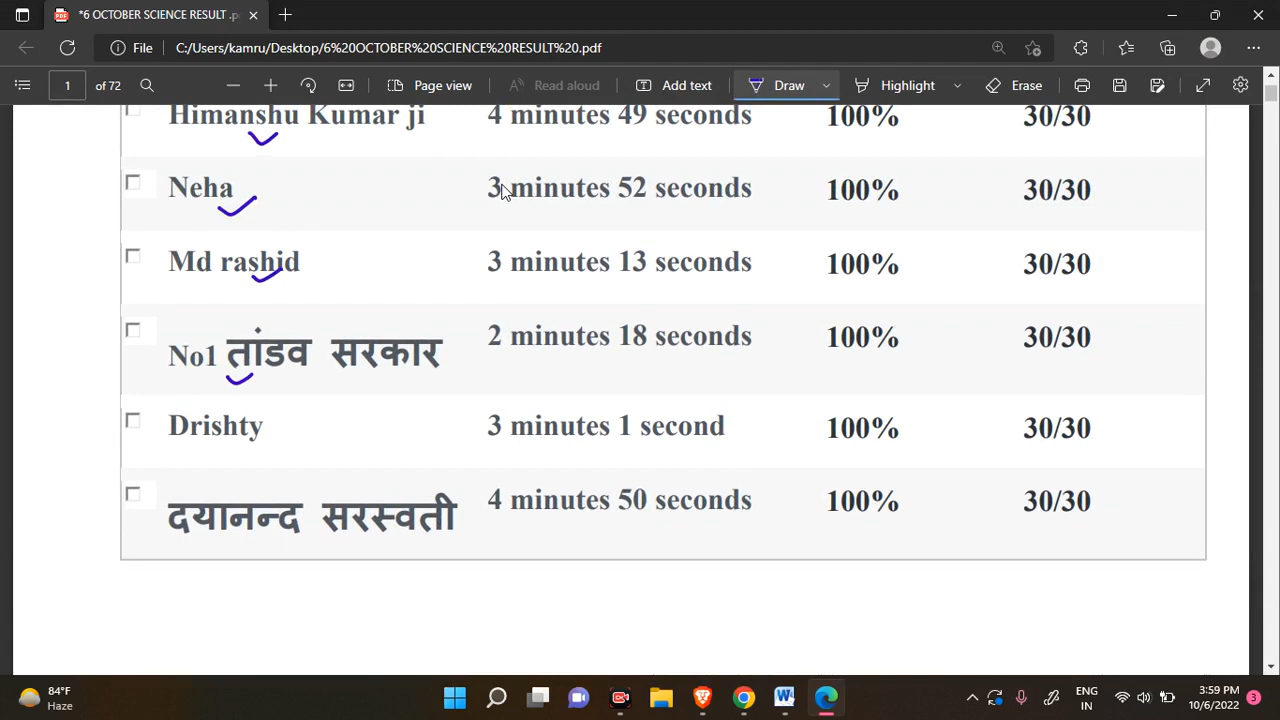 *6 OCTOBER SCIENCE RESULT .p
File C:/Users/kamru/Desktop/6%20OCTOBER%20SCIENCE%20RESULT%20.pdf
1 of 72 Page view Read aloud Add text Draw Highlight Erase
Himanshu Kumar ji 4 minutes 49 seconds 100% 30/30
Neha 3 minutes 52 seconds 100% 30/30
Md rashid 3 minutes 13 seconds 100% 30/30
No1 तांडव सरकार 2 minutes 18 seconds 100% 30/30
Drishty 3 minutes 1 second 100% 30/30
दयानन्द सरस्वती 4 minutes 50 seconds 100% 30/30
84°F
Haze
ENG
IN
3:59 PM
10/6/2022
3